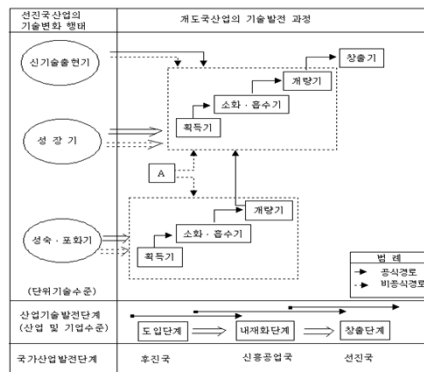 선진국산업의
기술변화 행태
개도국산업의 기술발전 과정
신기술출현기
창출기
개량기
소화·흡수기
획득기
성 장 기
A
개량기
소화·흡수기
성숙·포화기
획득기
(단위기술수준)
범 례
공식경로
비공식경로
산업기술발전단계
(산업 및 기업수준)
도입단계
내재화단계
창출단계
국가산업발전단계
후진국
신흥공업국
선진국